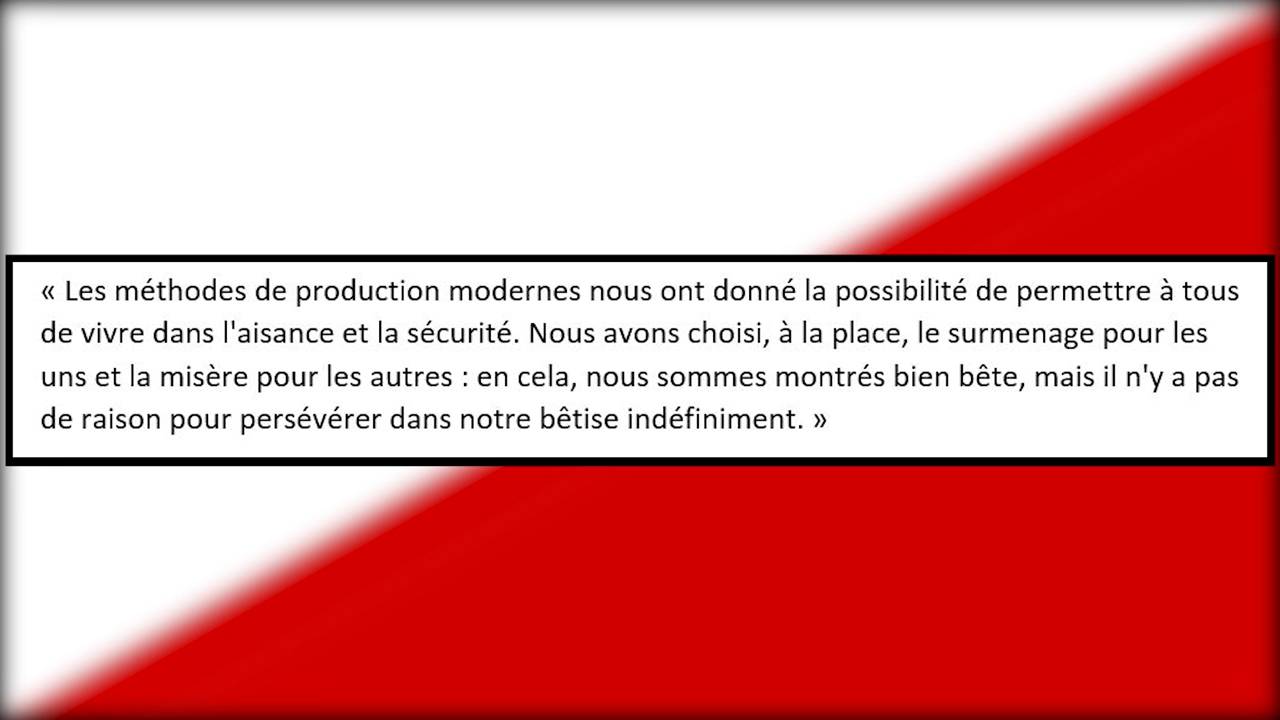 « Les méthodes de production modernes nous ont donné la possibilité de permettre à tous
de vivre dans l'aisance et la sécurité. Nous avons choisi, à la place, le surmenage pour les
uns et la misère pour les autres : en cela, nous sommes montrés bien bête, mais il n'y a pas
de raison pour persévérer dans notre bêtise indéfiniment. »